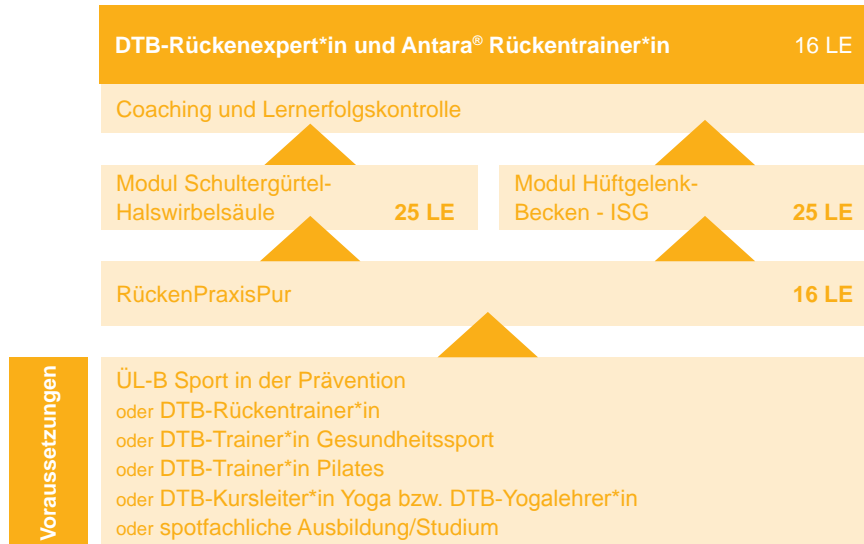 DTB-Rückenexpert*in und Antara® Rückentrainer*in 16 LE
Coaching und Lernerfolgskontrolle
Modul Schultergürtel-
Halswirbelsäule 25 LE
Modul Hüftgelenk-
Becken - ISG 25 LE
RückenPraxisPur 16 LE
Voraussetzungen
ÜL-B Sport in der Prävention
oder DTB-Rückentrainer*in
oder DTB-Trainer*in Gesundheitssport
oder DTB-Trainer*in Pilates
oder DTB-Kursleiter*in Yoga bzw. DTB-Yogalehrer*in
oder spotfachliche Ausbildung/Studium